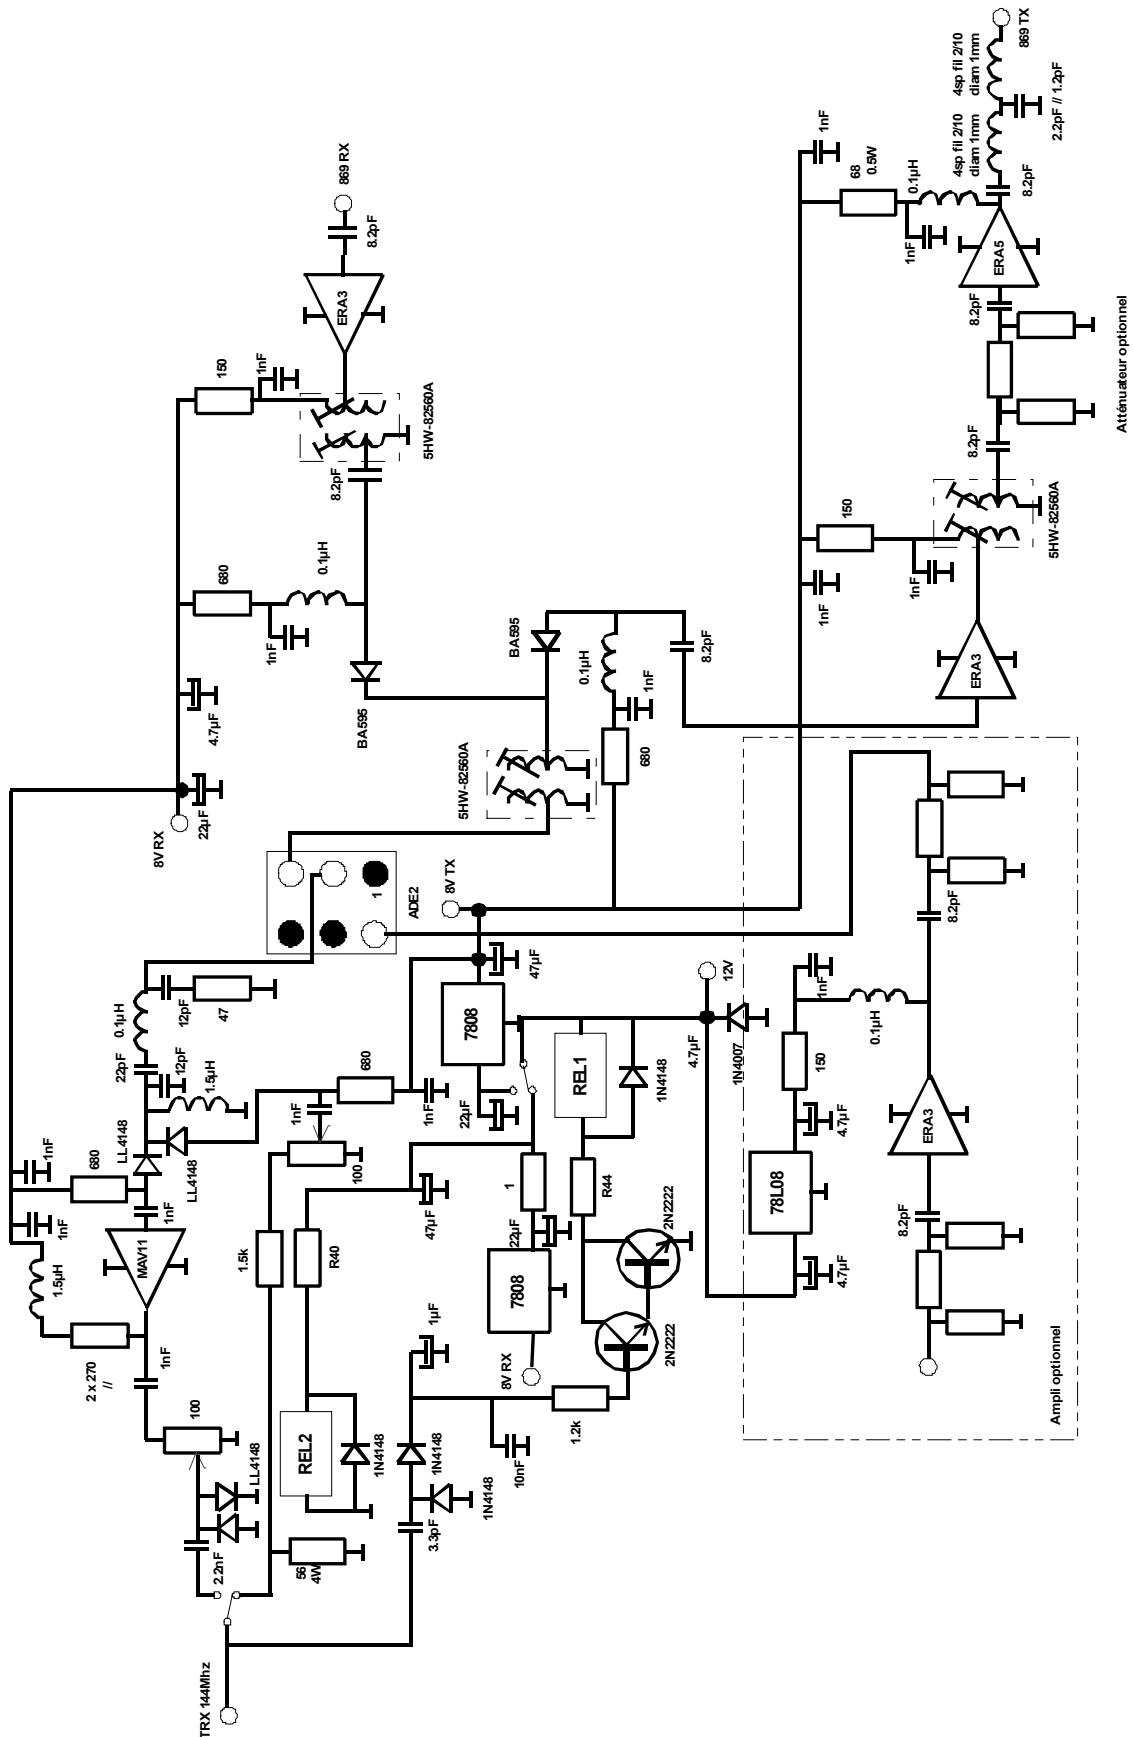 TRX 144Mhz
2.2nF
LL4148
100
1nF
2 x 270
//
1.5µH
1nF
1nF
680
MAV11
1nF
LL4148
LL4148
22pF
0.1µH
12pF
1.5µH
12pF
47
56
4W
REL2
1N4148
1.5k
R40
100
1nF
680
1nF
47µF
3.3pF
1N4148
1N4148
1µF
10nF
1.2k
8V RX
7808
22µF
1
22µF
7808
47µF
8V TX
2N2222
2N2222
R44
REL1
1N4148
4.7µF
12V
1N4007
ADE2
1
8V RX
22µF
4.7µF
680
1nF
0.1µH
BA595
8.2pF
150
1nF
5HW-82560A
ERA3
8.2pF
869 RX
5HW-82560A
BA595
0.1µH
1nF
680
8.2pF
Ampli optionnel
8.2pF
4.7µF
78L08
4.7µF
150
1nF
0.1µH
ERA3
8.2pF
ERA3
1nF
150
1nF
5HW-82560A
8.2pF
Atténuateur optionnel
8.2pF
ERA5
1nF
68
0.5W
0.1µH
1nF
8.2pF
4sp fil 2/10
diam 1mm
4sp fil 2/10
diam 1mm
2.2pF // 1.2pF
869 TX